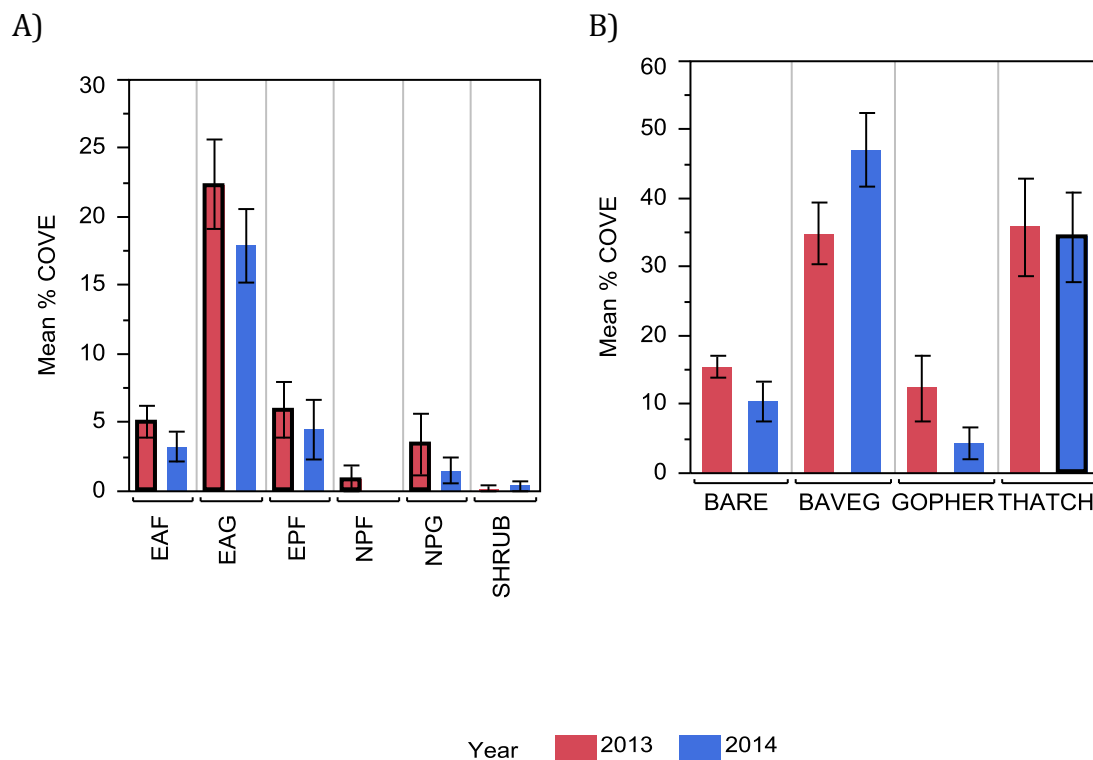 A)
Mean % COVE
30
25
20
15
10
5
0
EAF
EAG
EPF
NPF
NPG
SHRUB
B)
Mean % COVE
60
50
40
30
20
10
0
BARE
BAVEG
GOPHER
THATCH
Year 2013 2014